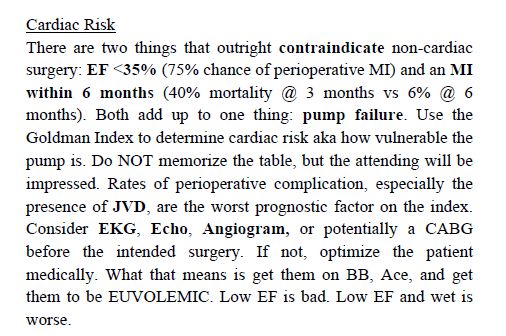 Cardiac Risk
There are two things that outright contraindicate non-cardiac
surgery: EF <35% (75% chance of perioperative MI) and an MI
within 6 months (40% mortality @ 3 months vs 6% @ 6
months). Both add up to one thing: pump failure. Use the
Goldman Index to determine cardiac risk aka how vulnerable the
pump is. Do NOT memorize the table, but the attending will be
impressed. Rates of perioperative complication, especially the
presence of JVD, are the worst prognostic factor on the index.
Consider EKG, Echo, Angiogram, or potentially a CABG
before the intended surgery. If not, optimize the patient
medically. What that means is get them on BB, Ace, and get
them to be EUVOLEMIC. Low EF is bad. Low EF and wet is
worse.